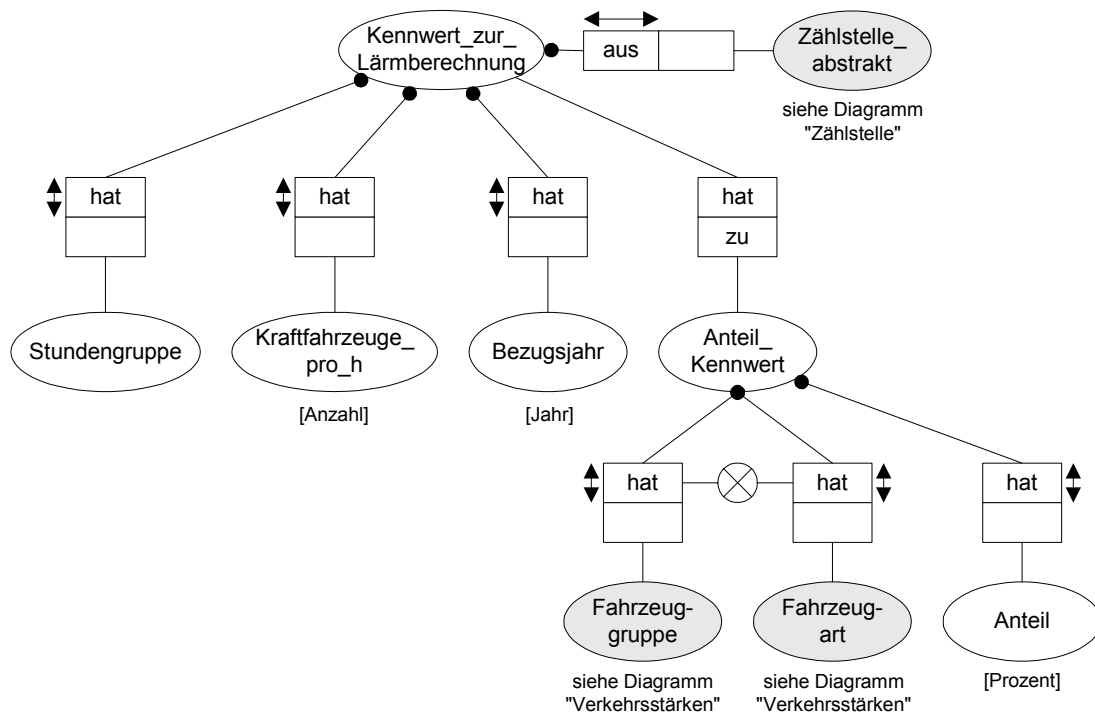 Kennwert_zur_
Lärmberechnung
aus
Zählstelle_
abstrakt
siehe Diagramm
"Zählstelle"
hat
hat
hat
hat
zu
Stundengruppe
Kraftfahrzeuge_
pro_h
Bezugsjahr
Anteil_
Kennwert
[Anzahl]
[Jahr]
hat
hat
hat
Fahrzeug-
gruppe
Fahrzeug-
art
Anteil
siehe Diagramm
"Verkehrsstärken"
siehe Diagramm
"Verkehrsstärken"
[Prozent]